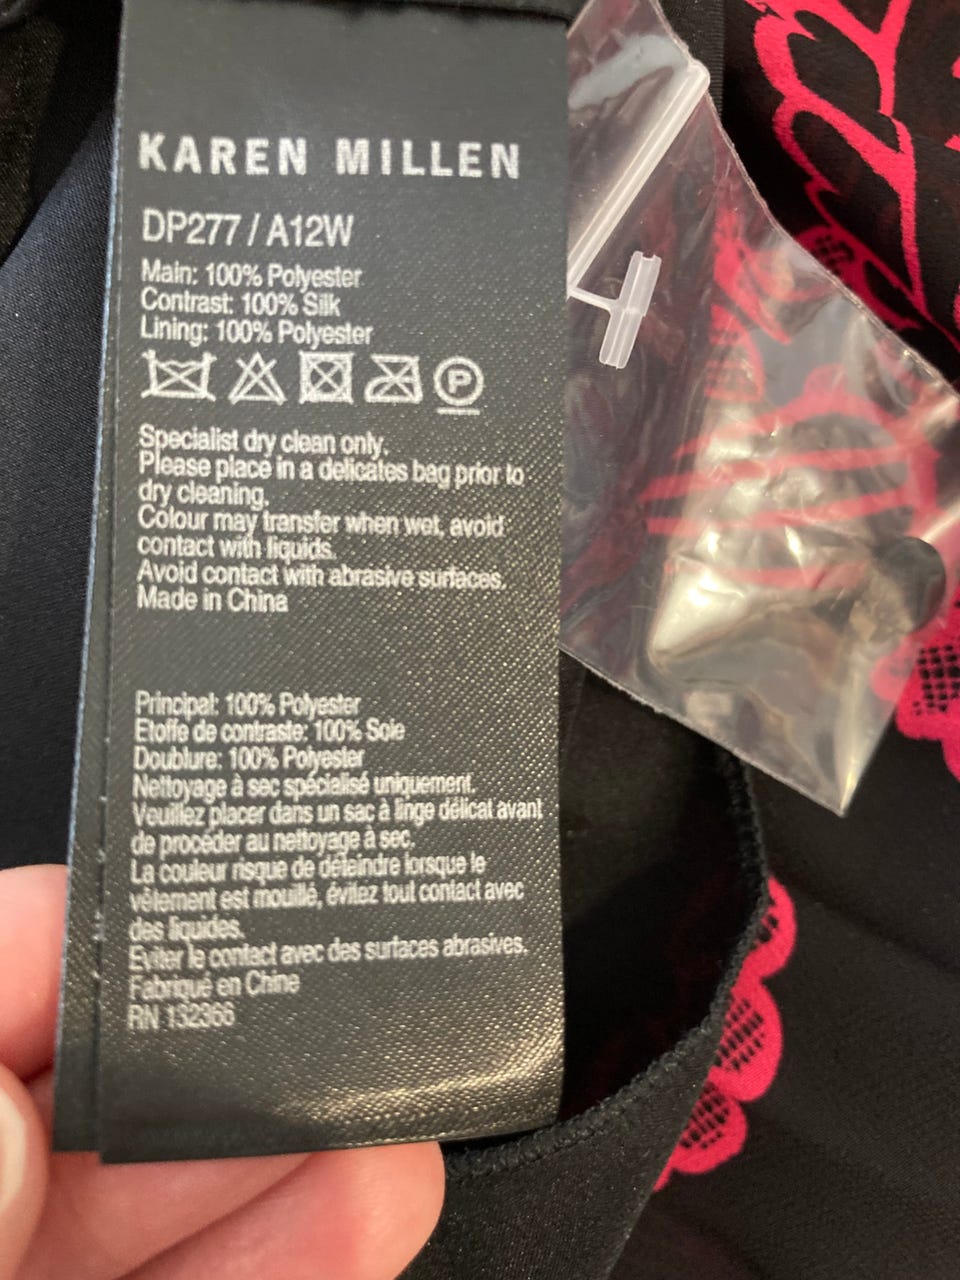 KAREN MILLEN
DP277 / A12W
Main: 100% Polyester
Contrast: 100% Silk
Lining: 100% Polyester
P
Specialist dry clean only.
Please place in a delicates bag prior to
dry cleaning.
Colour may transfer when wet, avoid
contact with liquids.
Avoid contact with abrasive surfaces.
Made in China
Principal: 100% Polyester
Etoffe de contraste: 100% Soie
Doublure: 100% Polyester
Nettoyage à sec spécialisé uniquement.
Veuillez placer dans un sac à linge délicat avant
de procéder au nettoyage à sec.
La couleur risque de déteindre lorsque le
vêtement est mouillé, évitez tout contact avec
des liquides.
Eviter le contact avec des surfaces abrasives.
Fabriqué en Chine
RN 132366